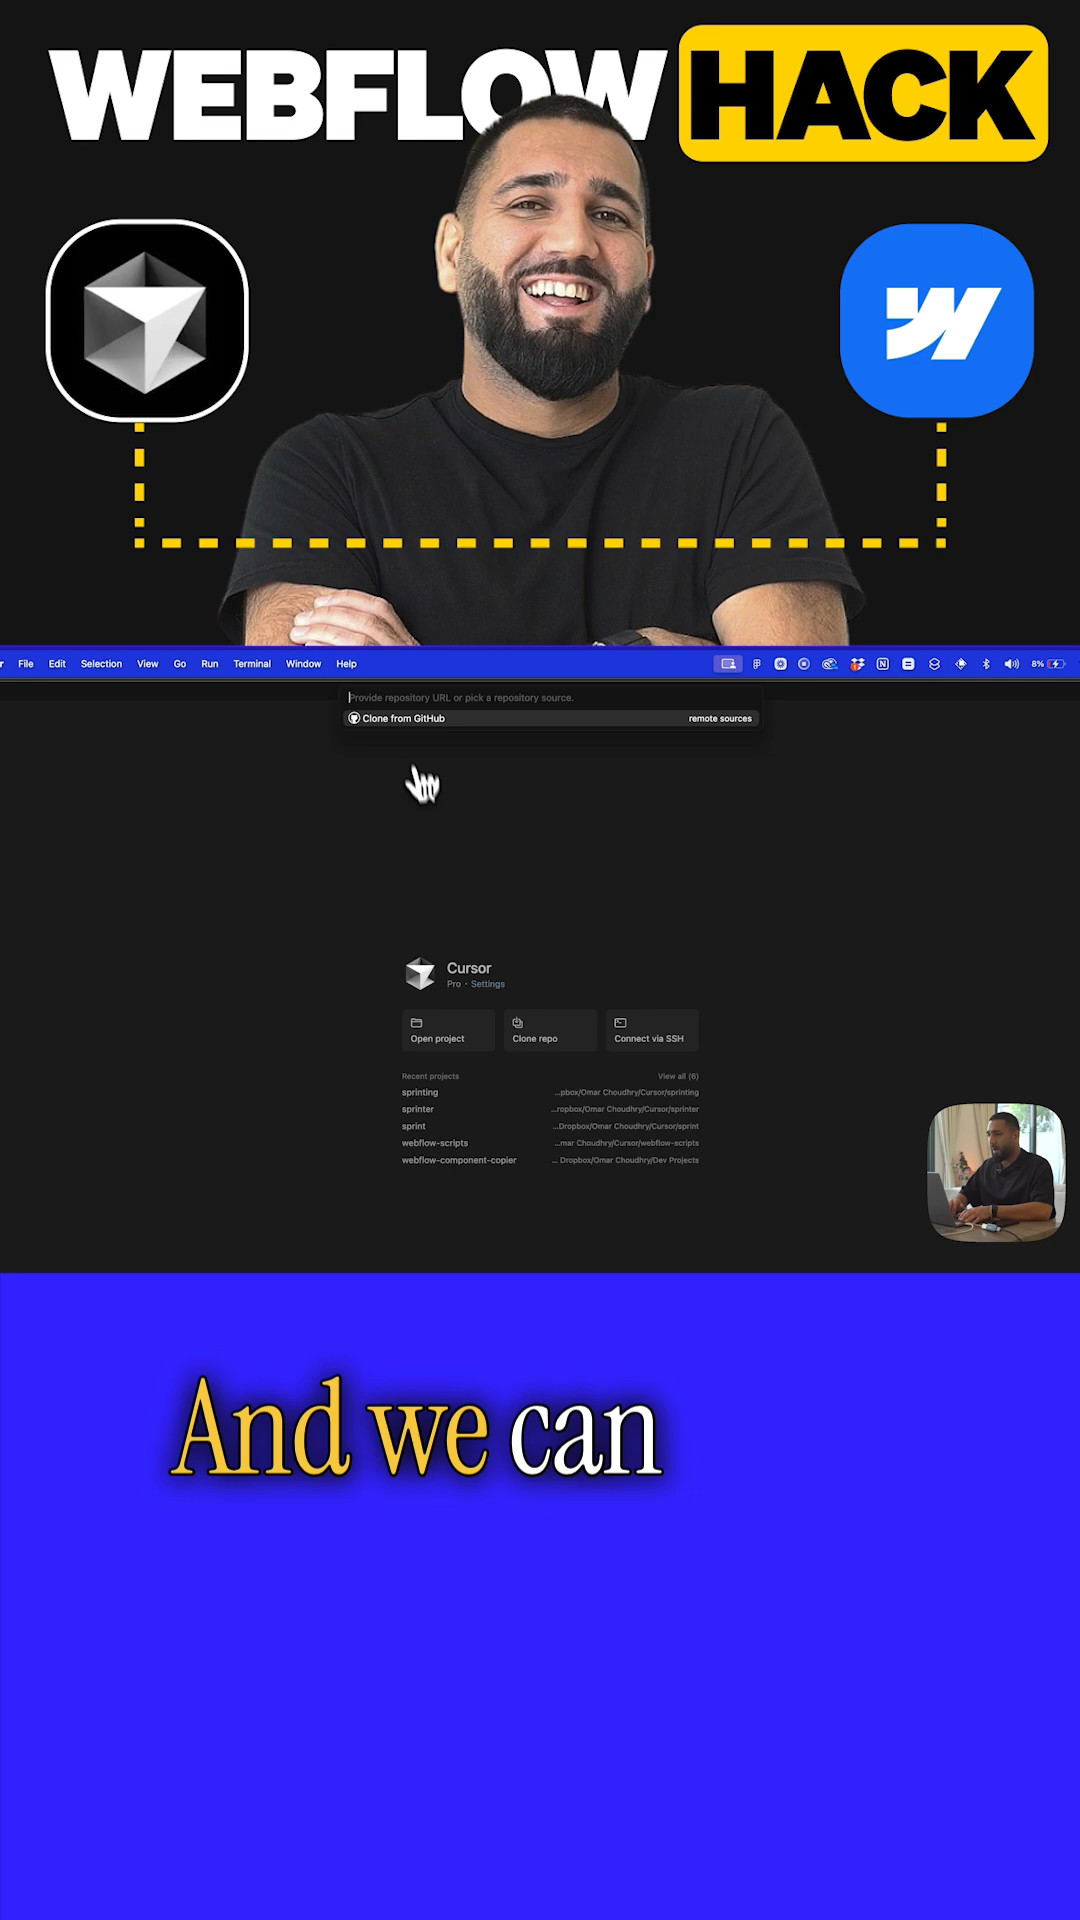 WEBFLOW HACK
File Edit Selection View Go Run Terminal Window Help 8%
Provide repository URL or pick a repository source.
Clone from GitHub remote sources
Cursor
Pro · Settings
Open project Clone repo Connect via SSH
Recent projects View all (6)
sprinting ...pbox/Omar Choudhry/Cursor/sprinting
sprinter ...ropbox/Omar Choudhry/Cursor/sprinter
sprint ...Dropbox/Omar Choudhry/Cursor/sprint
webflow-scripts ...mar Choudhry/Cursor/webflow-scripts
webflow-component-copier ... Dropbox/Omar Choudhry/Dev Projects
And we can